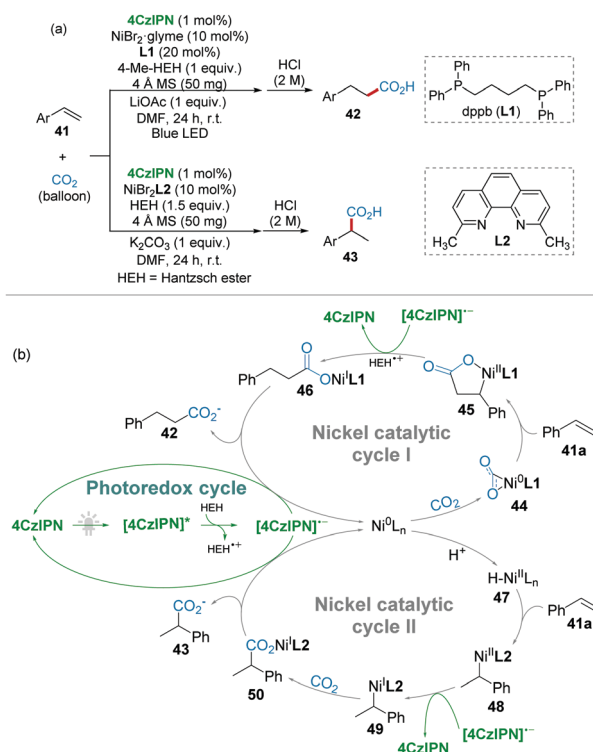 (a)
4CzIPN (1 mol%)
NiBr2·glyme (10 mol%)
L1 (20 mol%)
4-Me-HEH (1 equiv.)
4 Å MS (50 mg)
LiOAc (1 equiv.)
DMF, 24 h, r.t.
Blue LED
HCl
(2 M)
Ar
CO2H
42
Ph
P
Ph
Ph
P
Ph
dppb (L1)
Ar
41
+
CO2
(balloon)
4CzIPN (1 mol%)
NiBr2L2 (10 mol%)
HEH (1.5 equiv.)
4 Å MS (50 mg)
K2CO3 (1 equiv.)
DMF, 24 h, r.t.
HEH = Hantzsch ester
HCl
(2 M)
CO2H
Ar
43
N N
CH3 L2 CH3
(b)
4CzIPN [4CzIPN]•−
HEH•+
O
Ph ONiIL1
46
O O NiIIL1
Ph
45
Ph CO2-
42
Nickel catalytic
cycle I
Ph
41a
O
O
Ni0L1
44
CO2
Photoredox cycle
4CzIPN [4CzIPN]* HEH [4CzIPN]•−
HEH•+
Ni0Ln
H+
H-NiIILn
47
Ph
41a
Nickel catalytic
cycle II
CO2-
Ph
43
CO2NiIL2
Ph
50
CO2
NiIL2
Ph
49
NiIIL2
Ph
48
4CzIPN [4CzIPN]•−